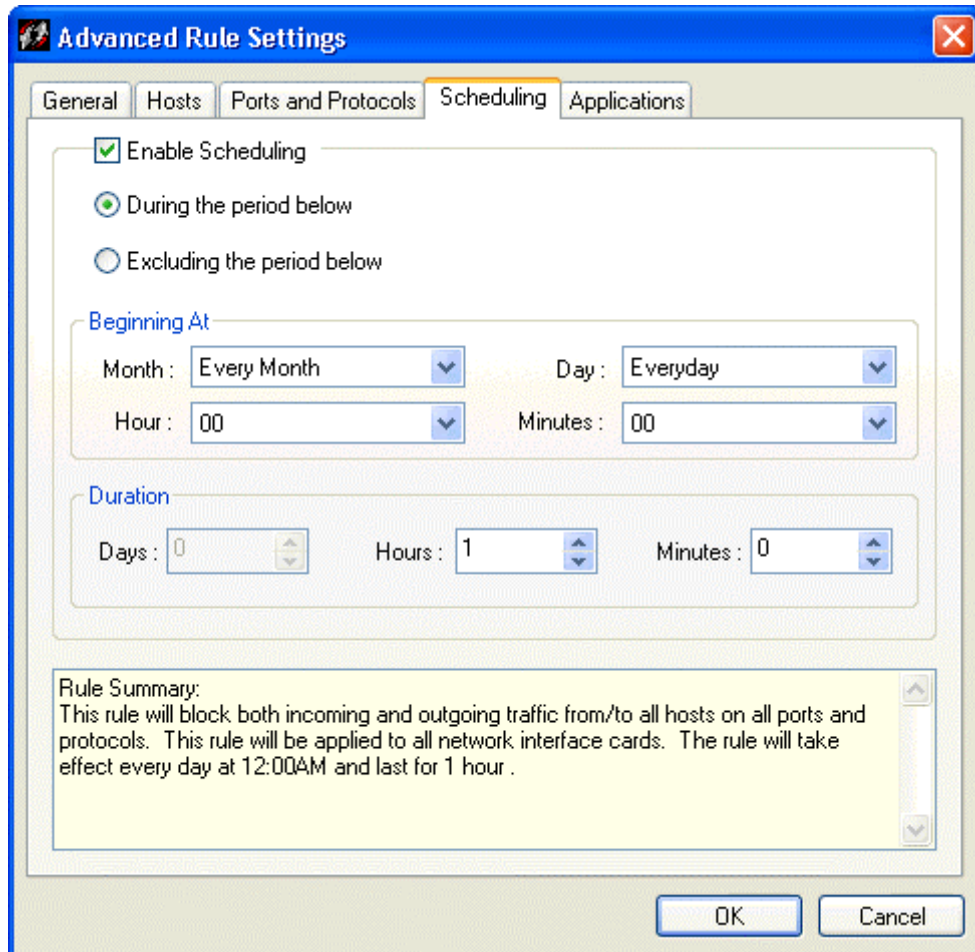 Advanced Rule Settings
General Hosts Ports and Protocols Scheduling Applications
Enable Scheduling
During the period below
Excluding the period below
Beginning At
Month : Every Month Day : Everyday
Hour : 00 Minutes : 00
Duration
Days : 0 Hours : 1 Minutes : 0
Rule Summary:
This rule will block both incoming and outgoing traffic from/to all hosts on all ports and
protocols. This rule will be applied to all network interface cards. The rule will take
effect every day at 12:00AM and last for 1 hour .
OK Cancel